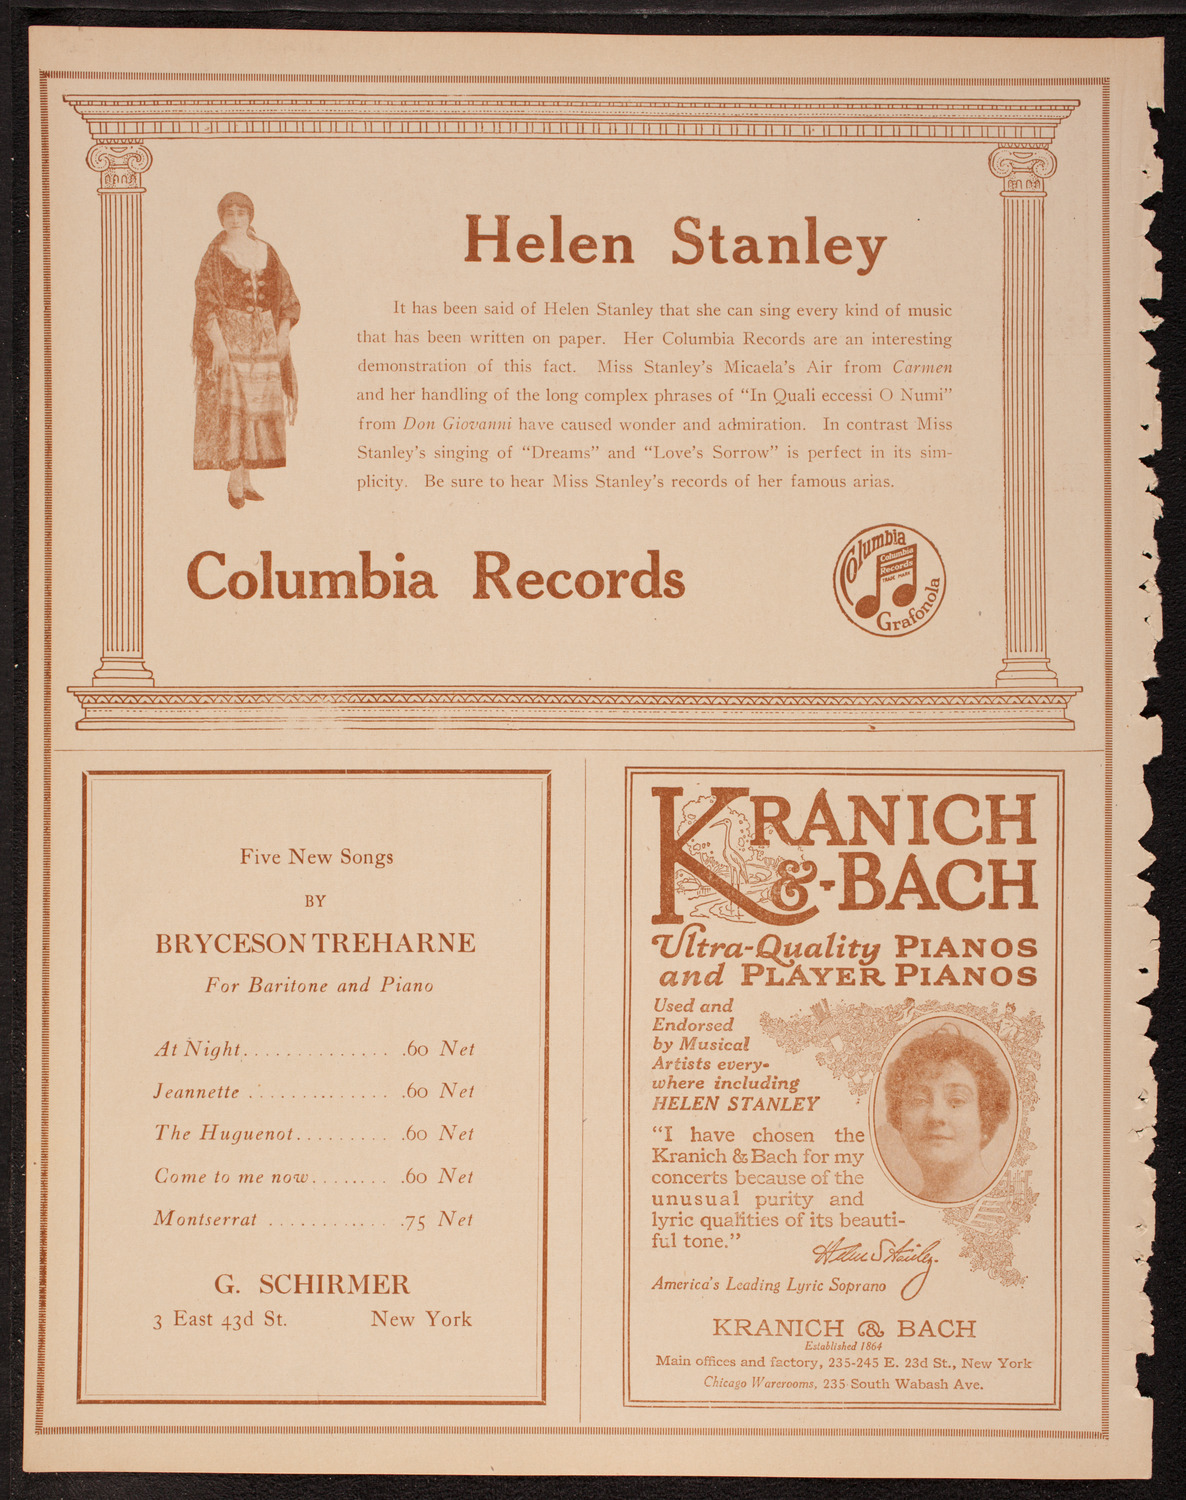 Helen Stanley
It has been said of Helen Stanley that she can sing every kind of music
that has been written on paper. Her Columbia Records are an interesting
demonstration of this fact. Miss Stanley's Micaela's Air from Carmen
and her handling of the long complex phrases of "In Quali eccessi O Numi"
from Don Giovanni have caused wonder and admiration. In contrast Miss
Stanley's singing of "Dreams" and "Love's Sorrow" is perfect in its sim-
plicity. Be sure to hear Miss Stanley's records of her famous arias.
Columbia Records
Columbia
Columbia
Records
TRADE MARK
Grafonola
Five New Songs
BY
BRYCESON TREHARNE
For Baritone and Piano
At Night. . . . . . . . . . . . . . .60 Net
Jeannette . . . . . . . . . . . . . . .60 Net
The Huguenot. . . . . . . . . . .60 Net
Come to me now. . . . . . . . .60 Net
Montserrat . . . . . . . . . . . . .75 Net
G. SCHIRMER
3 East 43d St. New York
KRANICH
&-BACH
Ultra-Quality PIANOS
and PLAYER PIANOS
Used and
Endorsed
by Musical
Artists every-
where including
HELEN STANLEY
"I have chosen the
Kranich & Bach for my
concerts because of the
unusual purity and
lyric qualities of its beauti-
ful tone."
Helen Stanley.
America's Leading Lyric Soprano
KRANICH & BACH
Established 1864
Main offices and factory, 235-245 E. 23d St., New York
Chicago Warerooms, 235 South Wabash Ave.